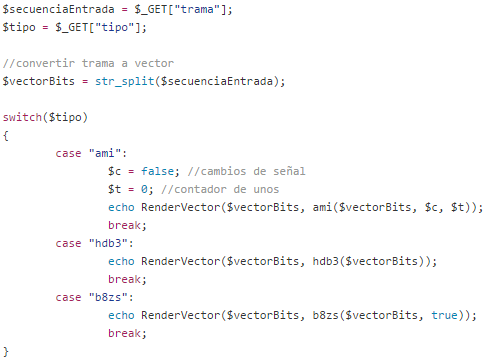 $secuenciaEntrada = $_GET["trama"];
$tipo = $_GET["tipo"];
//convertir trama a vector
$vectorBits = str_split($secuenciaEntrada);
switch($tipo)
{
case "ami":
$c = false; //cambios de señal
$t = 0; //contador de unos
echo RenderVector($vectorBits, ami($vectorBits, $c, $t));
break;
case "hdb3":
echo RenderVector($vectorBits, hdb3($vectorBits));
break;
case "b8zs":
echo RenderVector($vectorBits, b8zs($vectorBits, true));
break;
}